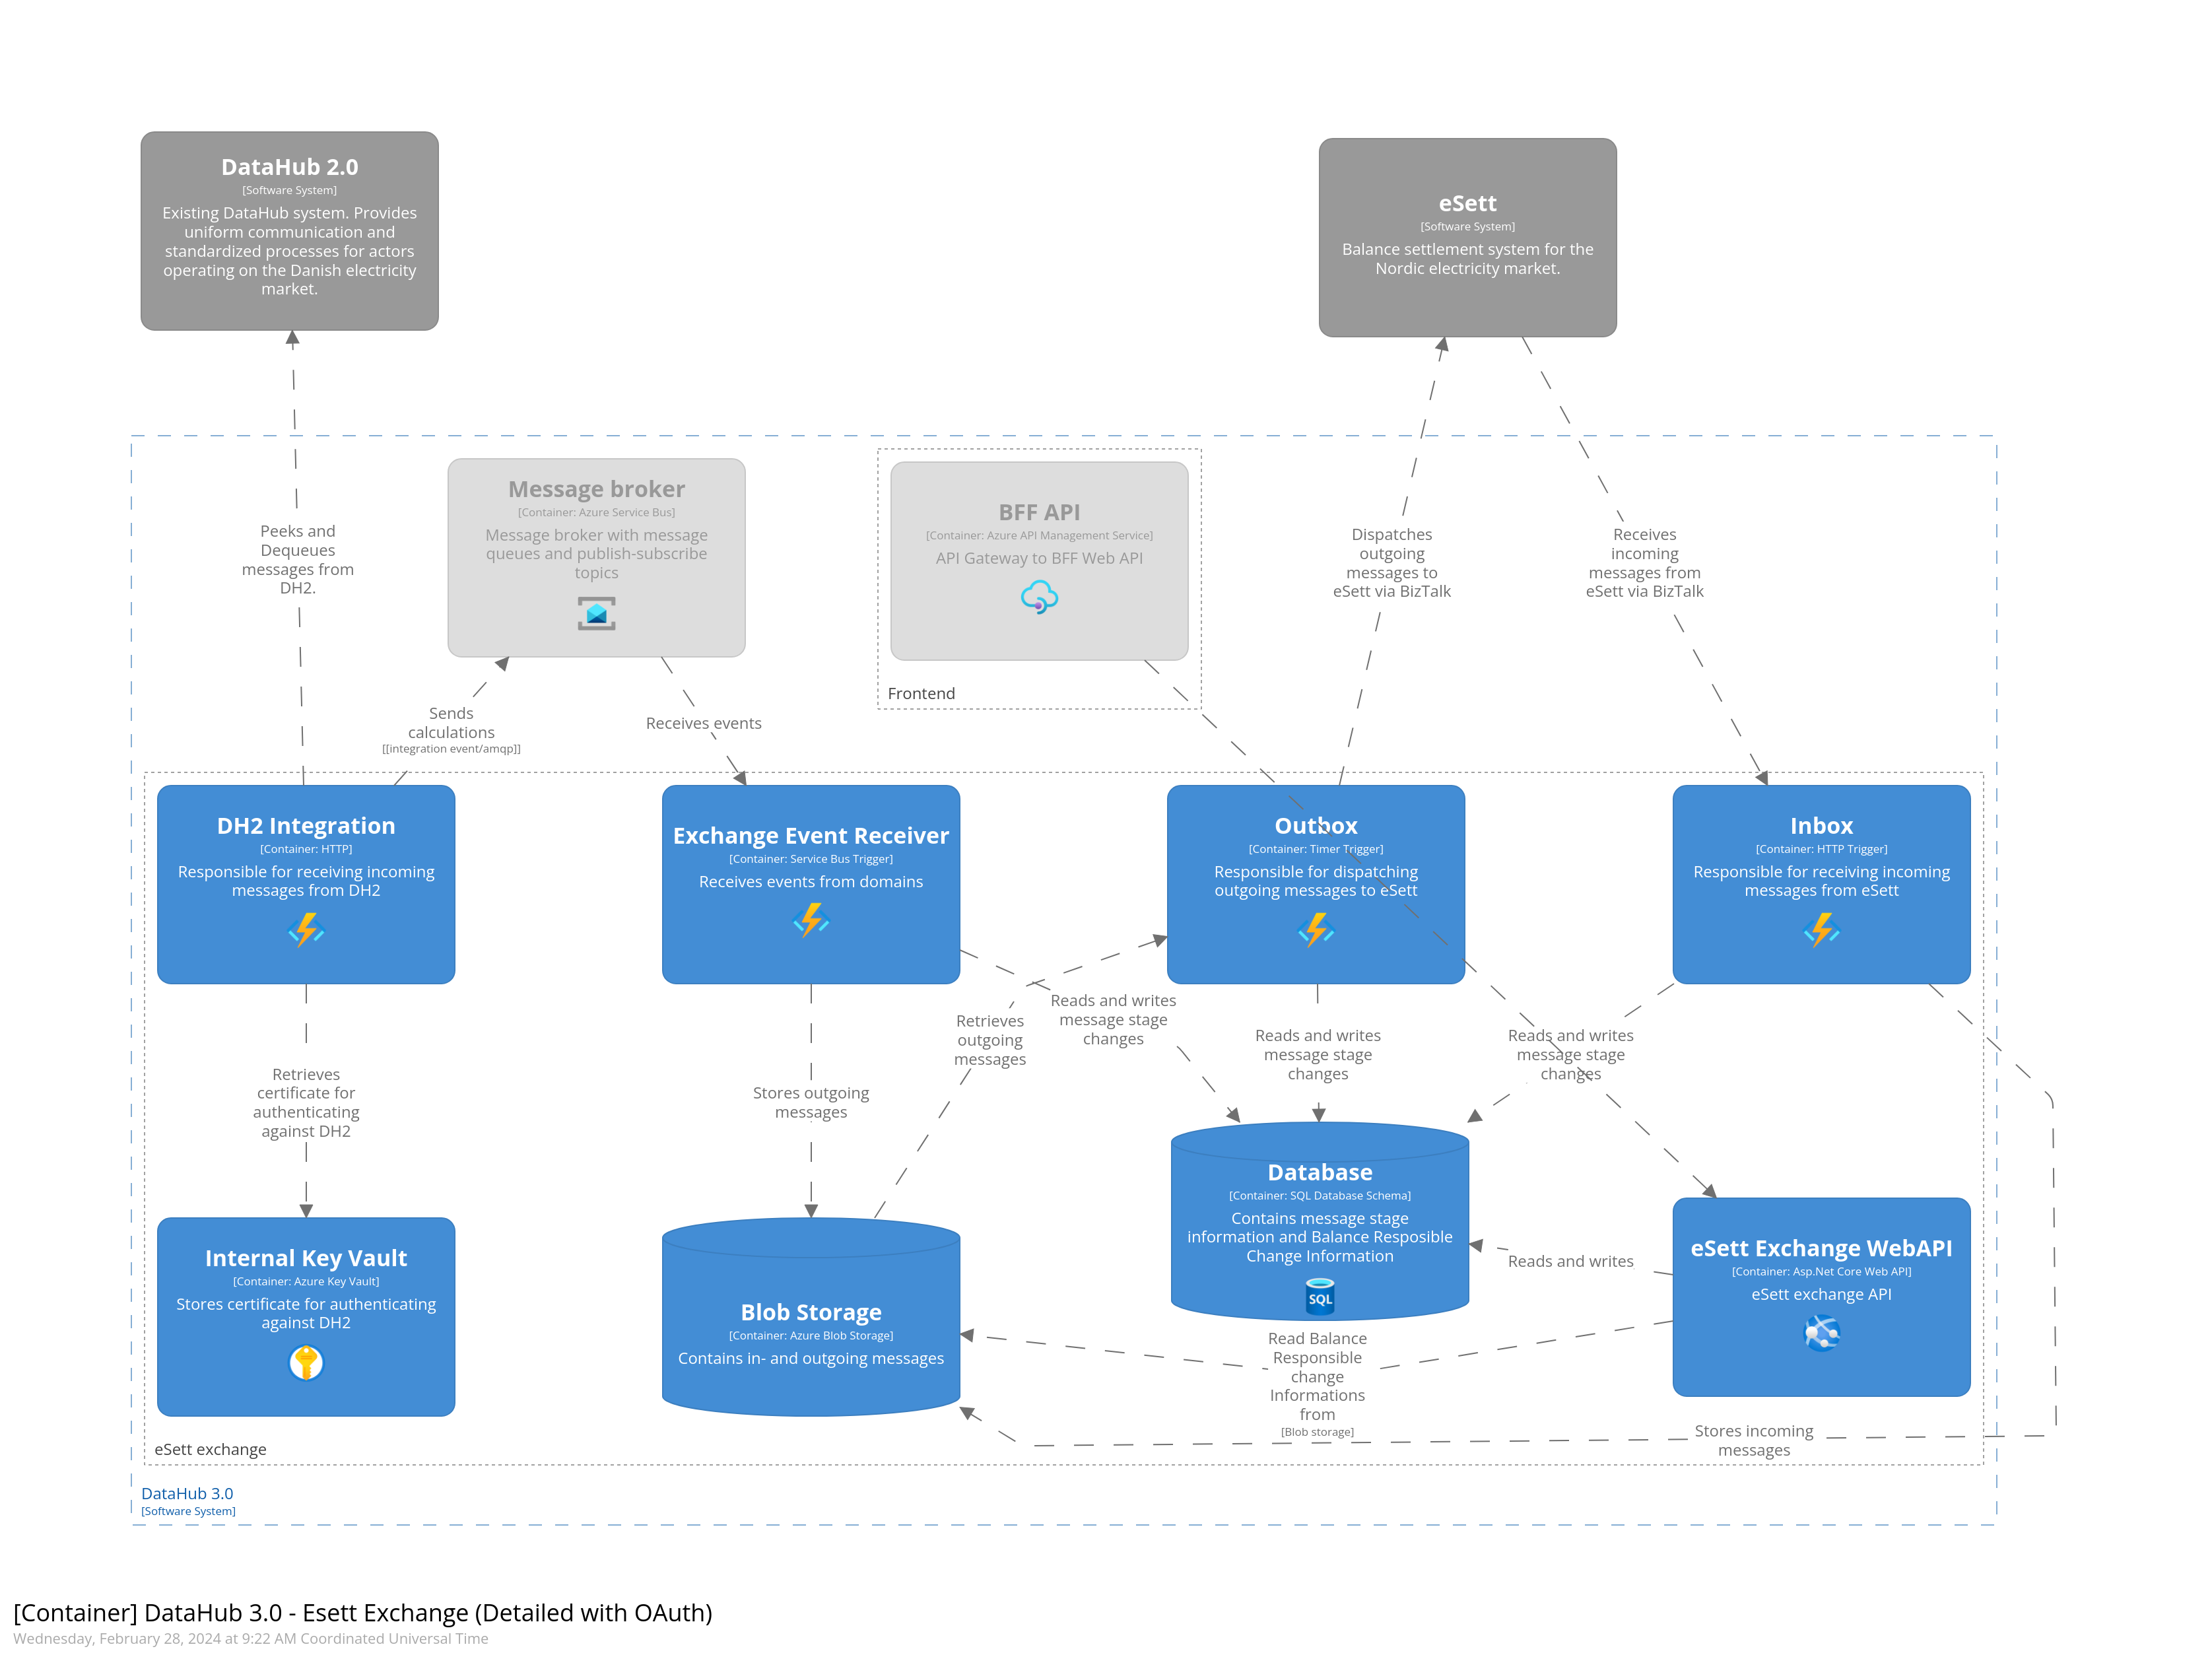 DataHub 2.0
[Software System]
Existing DataHub system. Provides
uniform communication and
standardized processes for actors
operating on the Danish electricity
market.
eSett
[Software System]
Balance settlement system for the
Nordic electricity market.
Message broker
[Container: Azure Service Bus]
Message broker with message
queues and publish-subscribe
topics
BFF API
[Container: Azure API Management Service]
API Gateway to BFF Web API
Frontend
Peeks and
Dequeues
messages from
DH2.
Dispatches
outgoing
messages to
eSett via BizTalk
Receives
incoming
messages from
eSett via BizTalk
Sends
calculations
[[integration event/amqp]]
Receives events
DH2 Integration
[Container: HTTP]
Responsible for receiving incoming
messages from DH2
Exchange Event Receiver
[Container: Service Bus Trigger]
Receives events from domains
Outbox
[Container: Timer Trigger]
Responsible for dispatching
outgoing messages to eSett
Inbox
[Container: HTTP Trigger]
Responsible for receiving incoming
messages from eSett
Retrieves
certificate for
authenticating
against DH2
Stores outgoing
messages
Retrieves
outgoing
messages
Reads and writes
message stage
changes
Reads and writes
message stage
changes
Reads and writes
message stage
changes
Internal Key Vault
[Container: Azure Key Vault]
Stores certificate for authenticating
against DH2
Blob Storage
[Container: Azure Blob Storage]
Contains in- and outgoing messages
Database
[Container: SQL Database Schema]
Contains message stage
information and Balance Resposible
Change Information
SQL
Reads and writes
eSett Exchange WebAPI
[Container: Asp.Net Core Web API]
eSett exchange API
Read Balance
Responsible
change
Informations
from
[Blob storage]
Stores incoming
messages
eSett exchange
DataHub 3.0
[Software System]
[Container] DataHub 3.0 - Esett Exchange (Detailed with OAuth)
Wednesday, February 28, 2024 at 9:22 AM Coordinated Universal Time